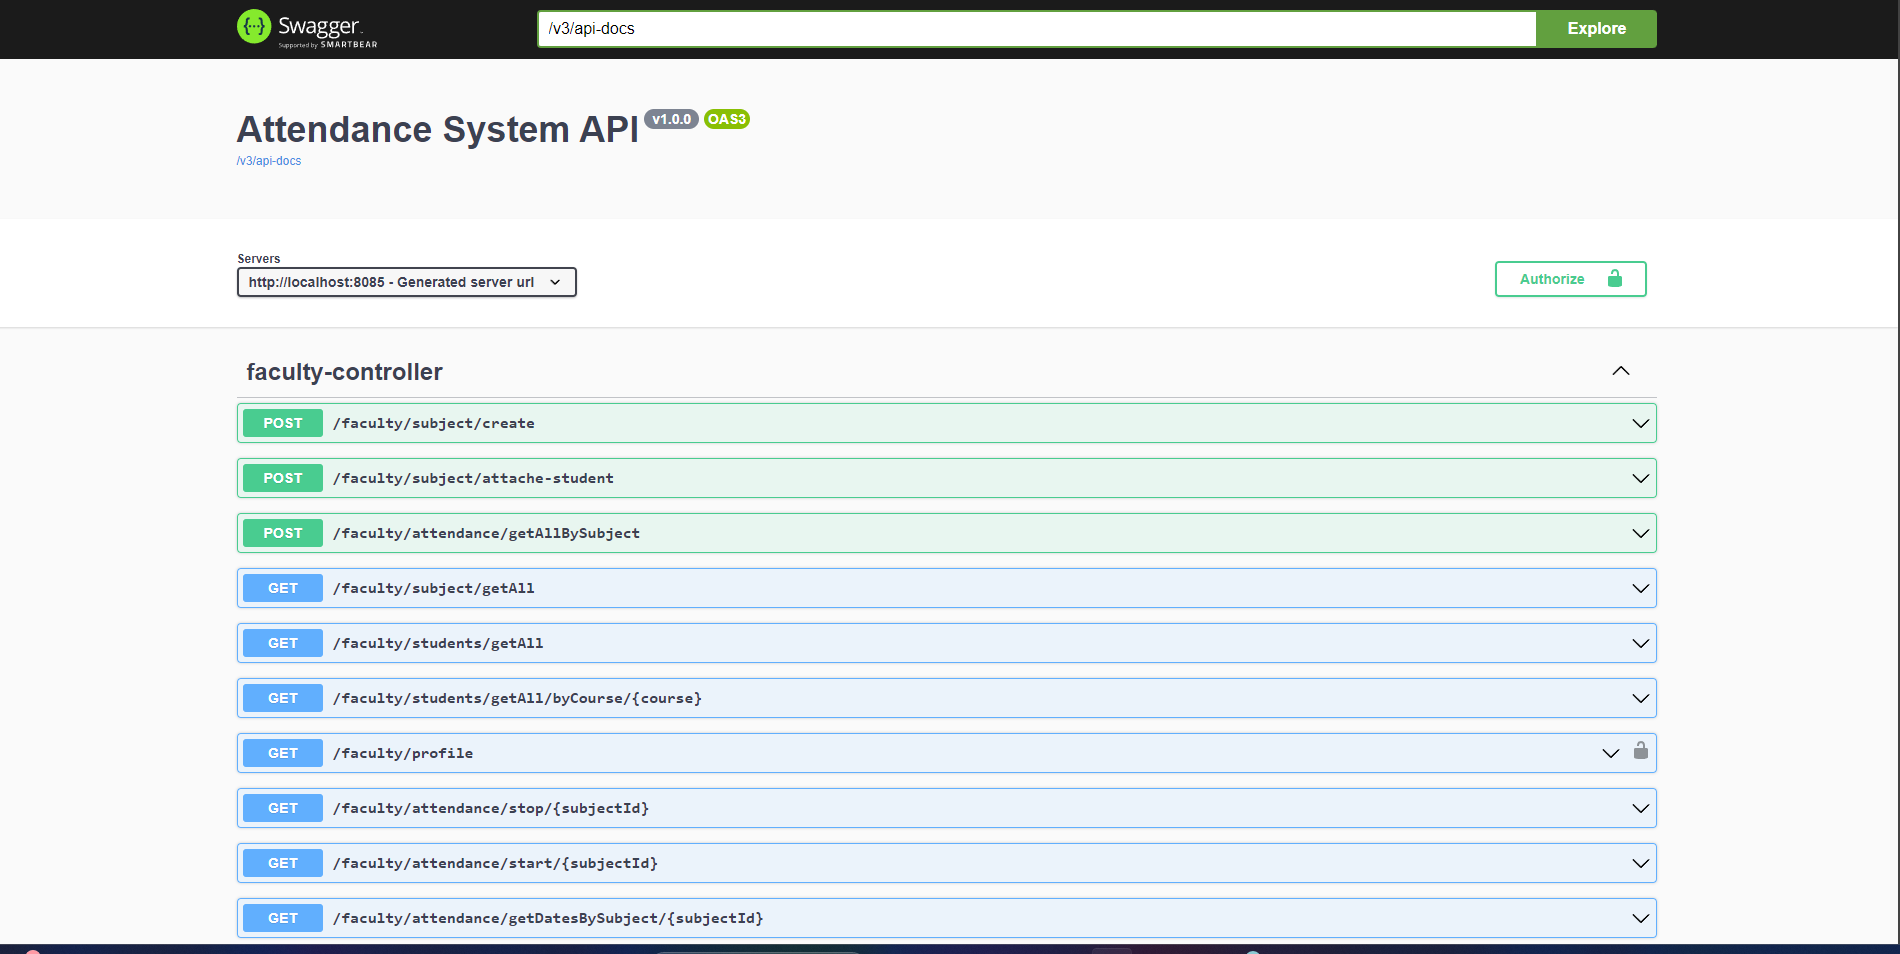 Swagger
Supported by SMARTBEAR
/v3/api-docs
Explore
Attendance System API v1.0.0 OAS3
/v3/api-docs
Servers
http://localhost:8085 - Generated server url
Authorize
faculty-controller
POST /faculty/subject/create
POST /faculty/subject/attache-student
POST /faculty/attendance/getAllBySubject
GET /faculty/subject/getAll
GET /faculty/students/getAll
GET /faculty/students/getAll/byCourse/{course}
GET /faculty/profile
GET /faculty/attendance/stop/{subjectId}
GET /faculty/attendance/start/{subjectId}
GET /faculty/attendance/getDatesBySubject/{subjectId}